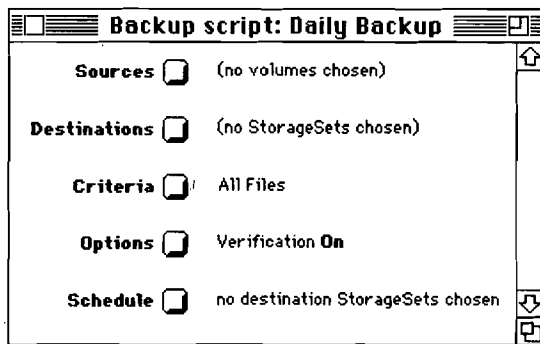 Backup script: Daily Backup
Sources (no volumes chosen)
Destinations (no StorageSets chosen)
Criteria All Files
Options Verification On
Schedule no destination StorageSets chosen